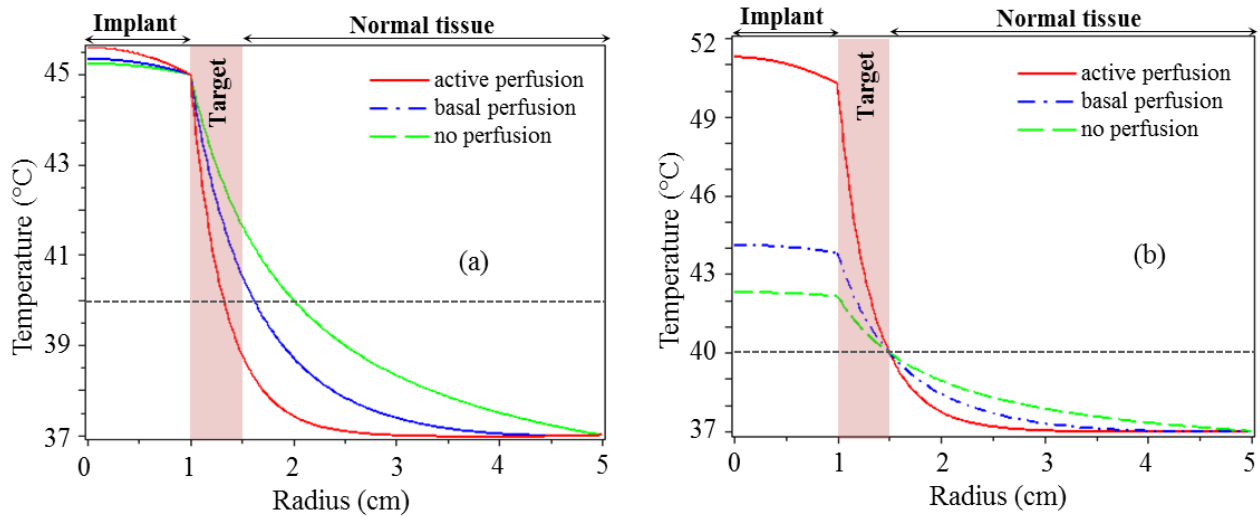 Implant
Normal tissue
Target
active perfusion
basal perfusion
no perfusion
(a)
Temperature (°C)
45
43
41
39
37
0
1
2
3
4
5
Radius (cm)
Implant
Normal tissue
Target
active perfusion
basal perfusion
no perfusion
(b)
Temperature (°C)
52
49
46
43
40
37
0
1
2
3
4
5
Radius (cm)